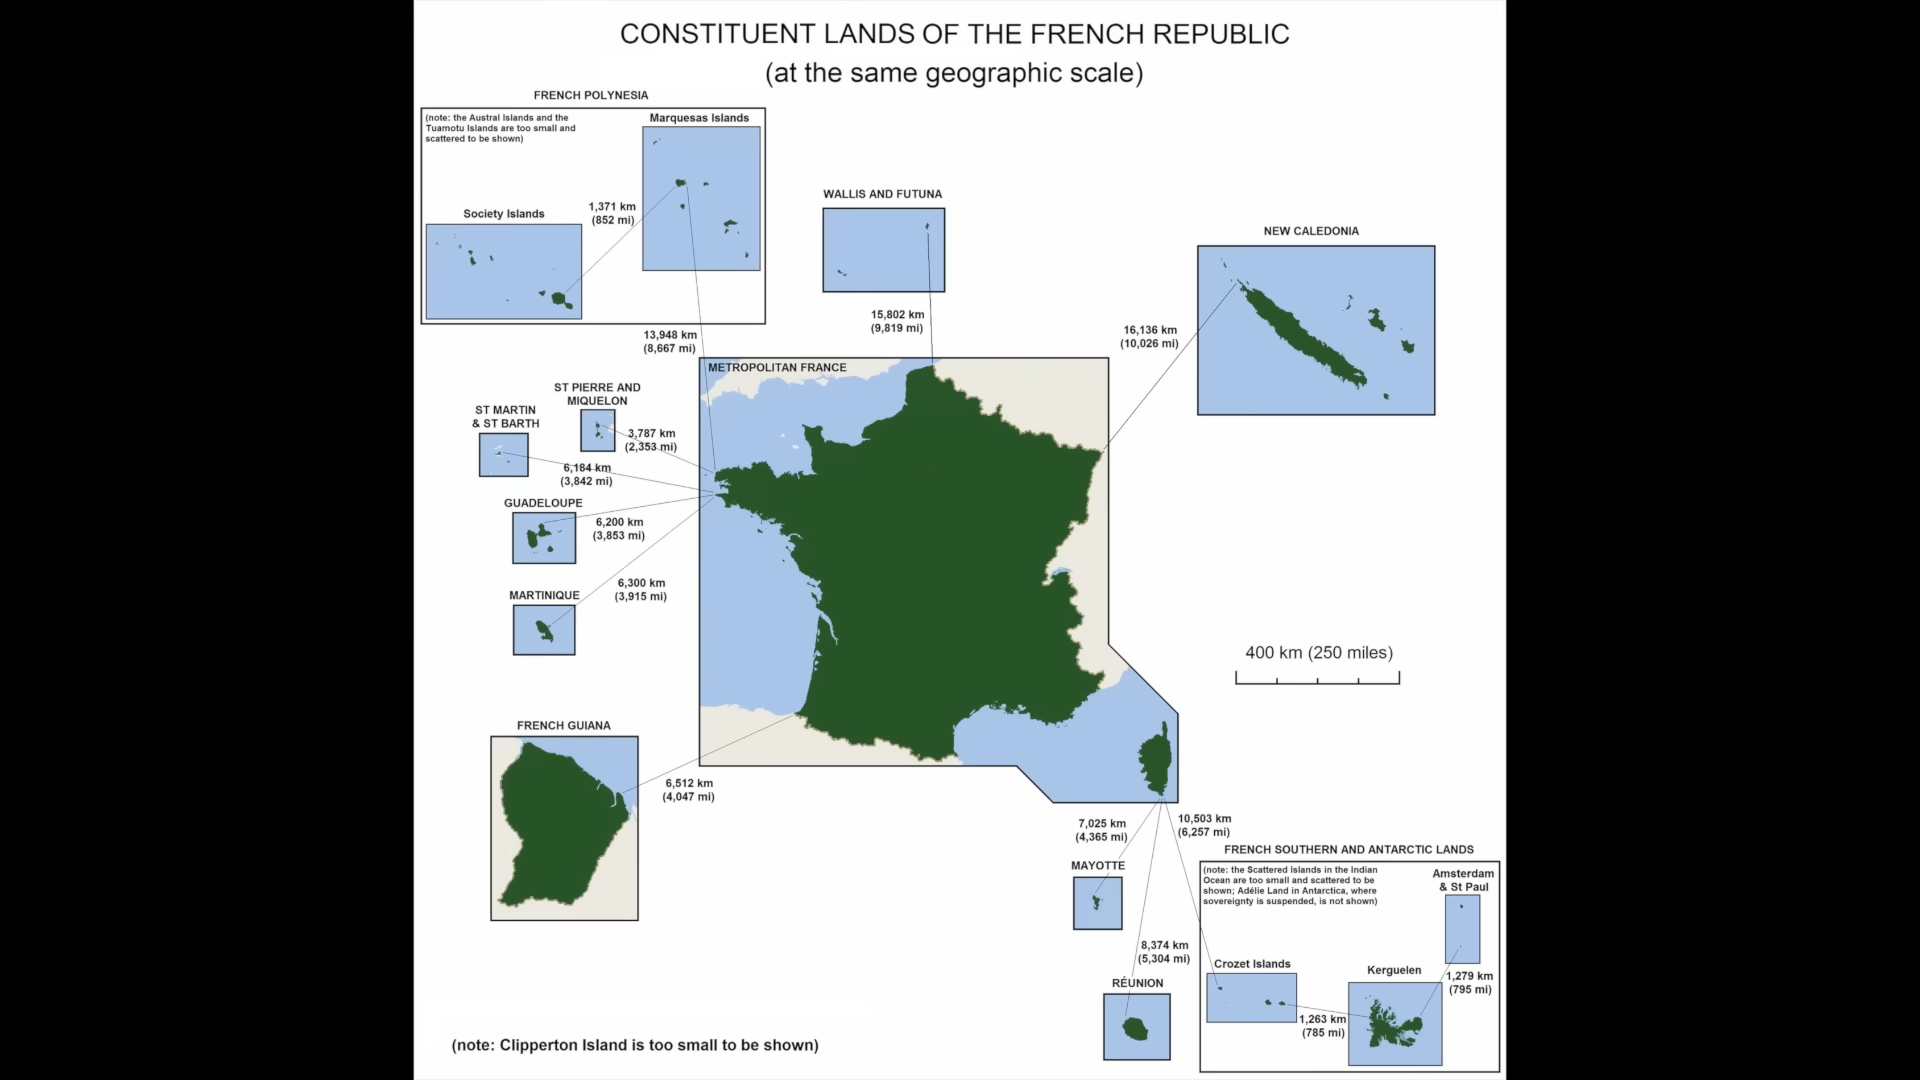 CONSTITUENT LANDS OF THE FRENCH REPUBLIC
(at the same geographic scale)
FRENCH POLYNESIA
(note: the Austral Islands and the
Tuamotu Islands are too small and
scattered to be shown)
Marquesas Islands
Society Islands
1,371 km
(852 mi)
13,948 km
(8,667 mi)
WALLIS AND FUTUNA
15,802 km
(9,819 mi)
NEW CALEDONIA
16,136 km
(10,026 mi)
METROPOLITAN FRANCE
ST PIERRE AND
MIQUELON
3,787 km
(2,353 mi)
ST MARTIN
& ST BARTH
6,184 km
(3,842 mi)
GUADELOUPE
6,200 km
(3,853 mi)
MARTINIQUE
6,300 km
(3,915 mi)
400 km (250 miles)
FRENCH GUIANA
6,512 km
(4,047 mi)
7,025 km
(4,365 mi)
MAYOTTE
10,503 km
(6,257 mi)
8,374 km
(5,304 mi)
RÉUNION
FRENCH SOUTHERN AND ANTARCTIC LANDS
(note: the Scattered Islands in the Indian
Ocean are too small and scattered to be
shown; Adélie Land in Antarctica, where
sovereignty is suspended, is not shown)
Amsterdam
& St Paul
Crozet Islands
Kerguelen
1,279 km
(795 mi)
1,263 km
(785 mi)
(note: Clipperton Island is too small to be shown)